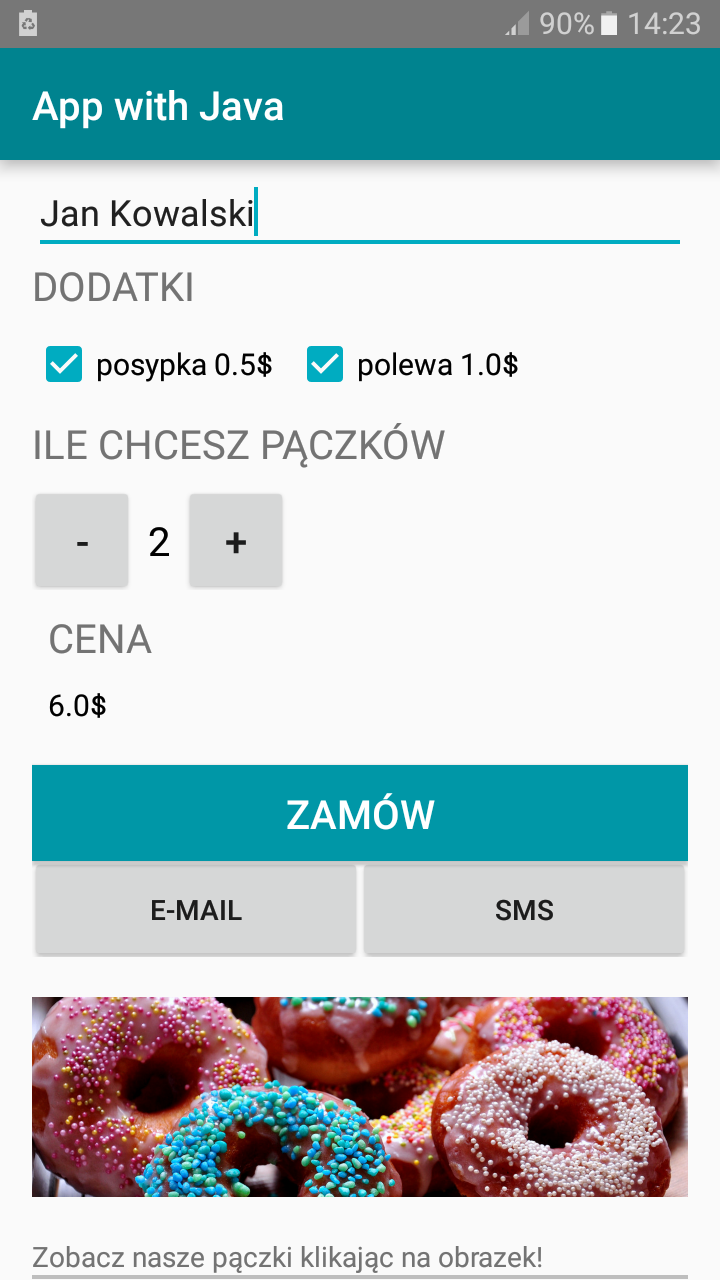 90% 14:23
App with Java
Jan Kowalski
DODATKI
posypka 0.5$ polewa 1.0$
ILE CHCESZ PĄCZKÓW
- 2 +
CENA
6.0$
ZAMÓW
E-MAIL SMS
Zobacz nasze pączki klikając na obrazek!